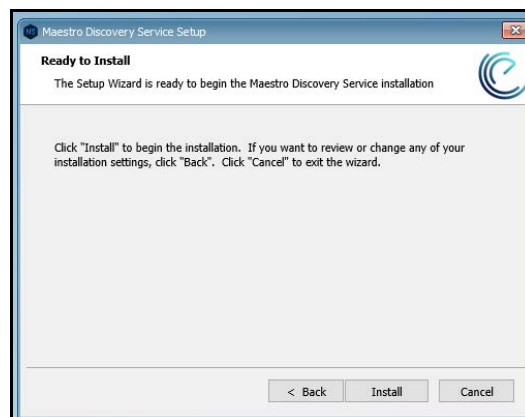 Maestro Discovery Service Setup
Ready to Install
The Setup Wizard is ready to begin the Maestro Discovery Service installation
Click "Install" to begin the installation.  If you want to review or change any of your
installation settings, click "Back".  Click "Cancel" to exit the wizard.
< Back
Install
Cancel